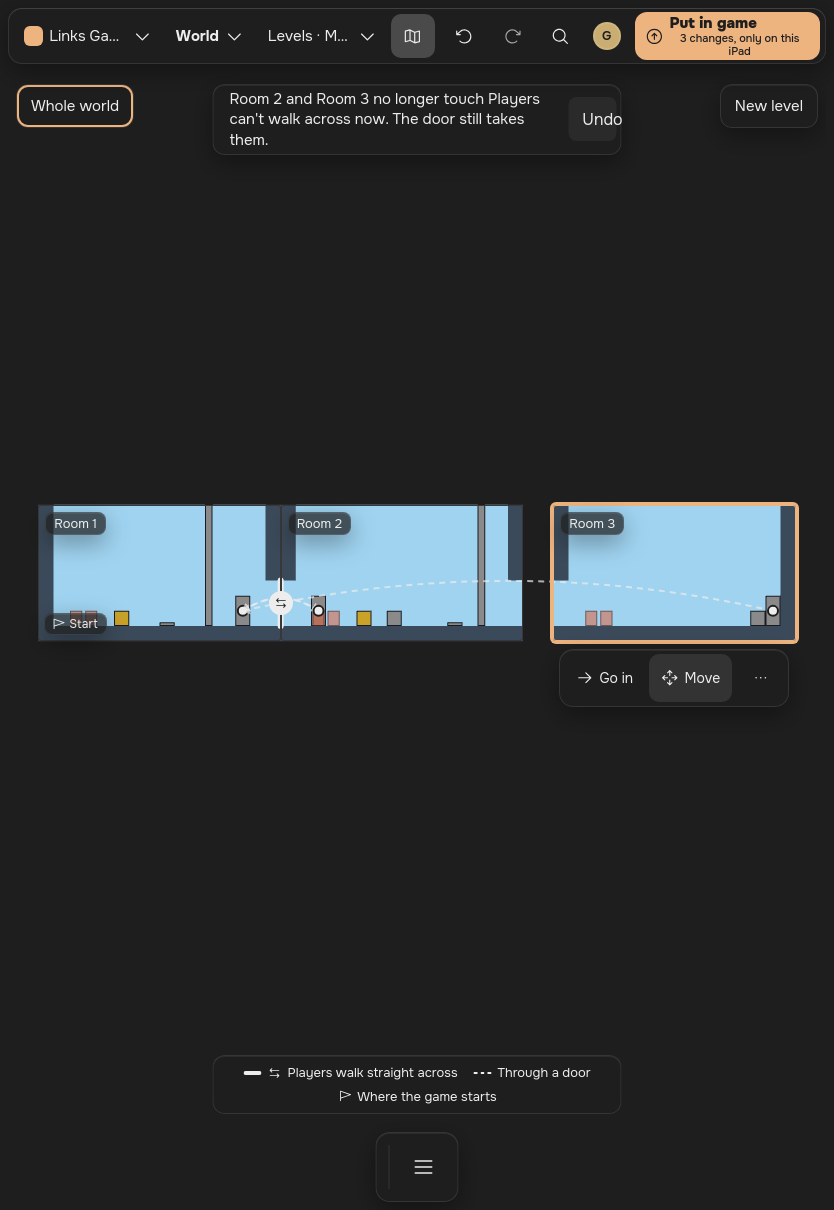 Links Ga...
World
Levels · M...
G
Put in game
3 changes, only on this
iPad
Whole world
Room 2 and Room 3 no longer touch Players
can't walk across now. The door still takes
them.
Undo
New level
Room 1
Room 2
Room 3
Start
Go in
Move
...
Players walk straight across
Through a door
Where the game starts